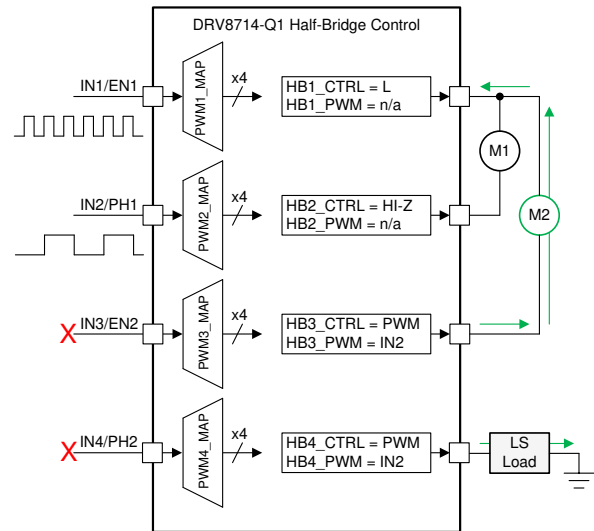 DRV8714-Q1 Half-Bridge Control
IN1/EN1
PWM1_MAP
x4
HB1_CTRL = L
HB1_PWM = n/a
M1
IN2/PH1
PWM2_MAP
x4
HB2_CTRL = HI-Z
HB2_PWM = n/a
M2
X
IN3/EN2
PWM3_MAP
x4
HB3_CTRL = PWM
HB3_PWM = IN2
X
IN4/PH2
PWM4_MAP
x4
HB4_CTRL = PWM
HB4_PWM = IN2
LS
Load